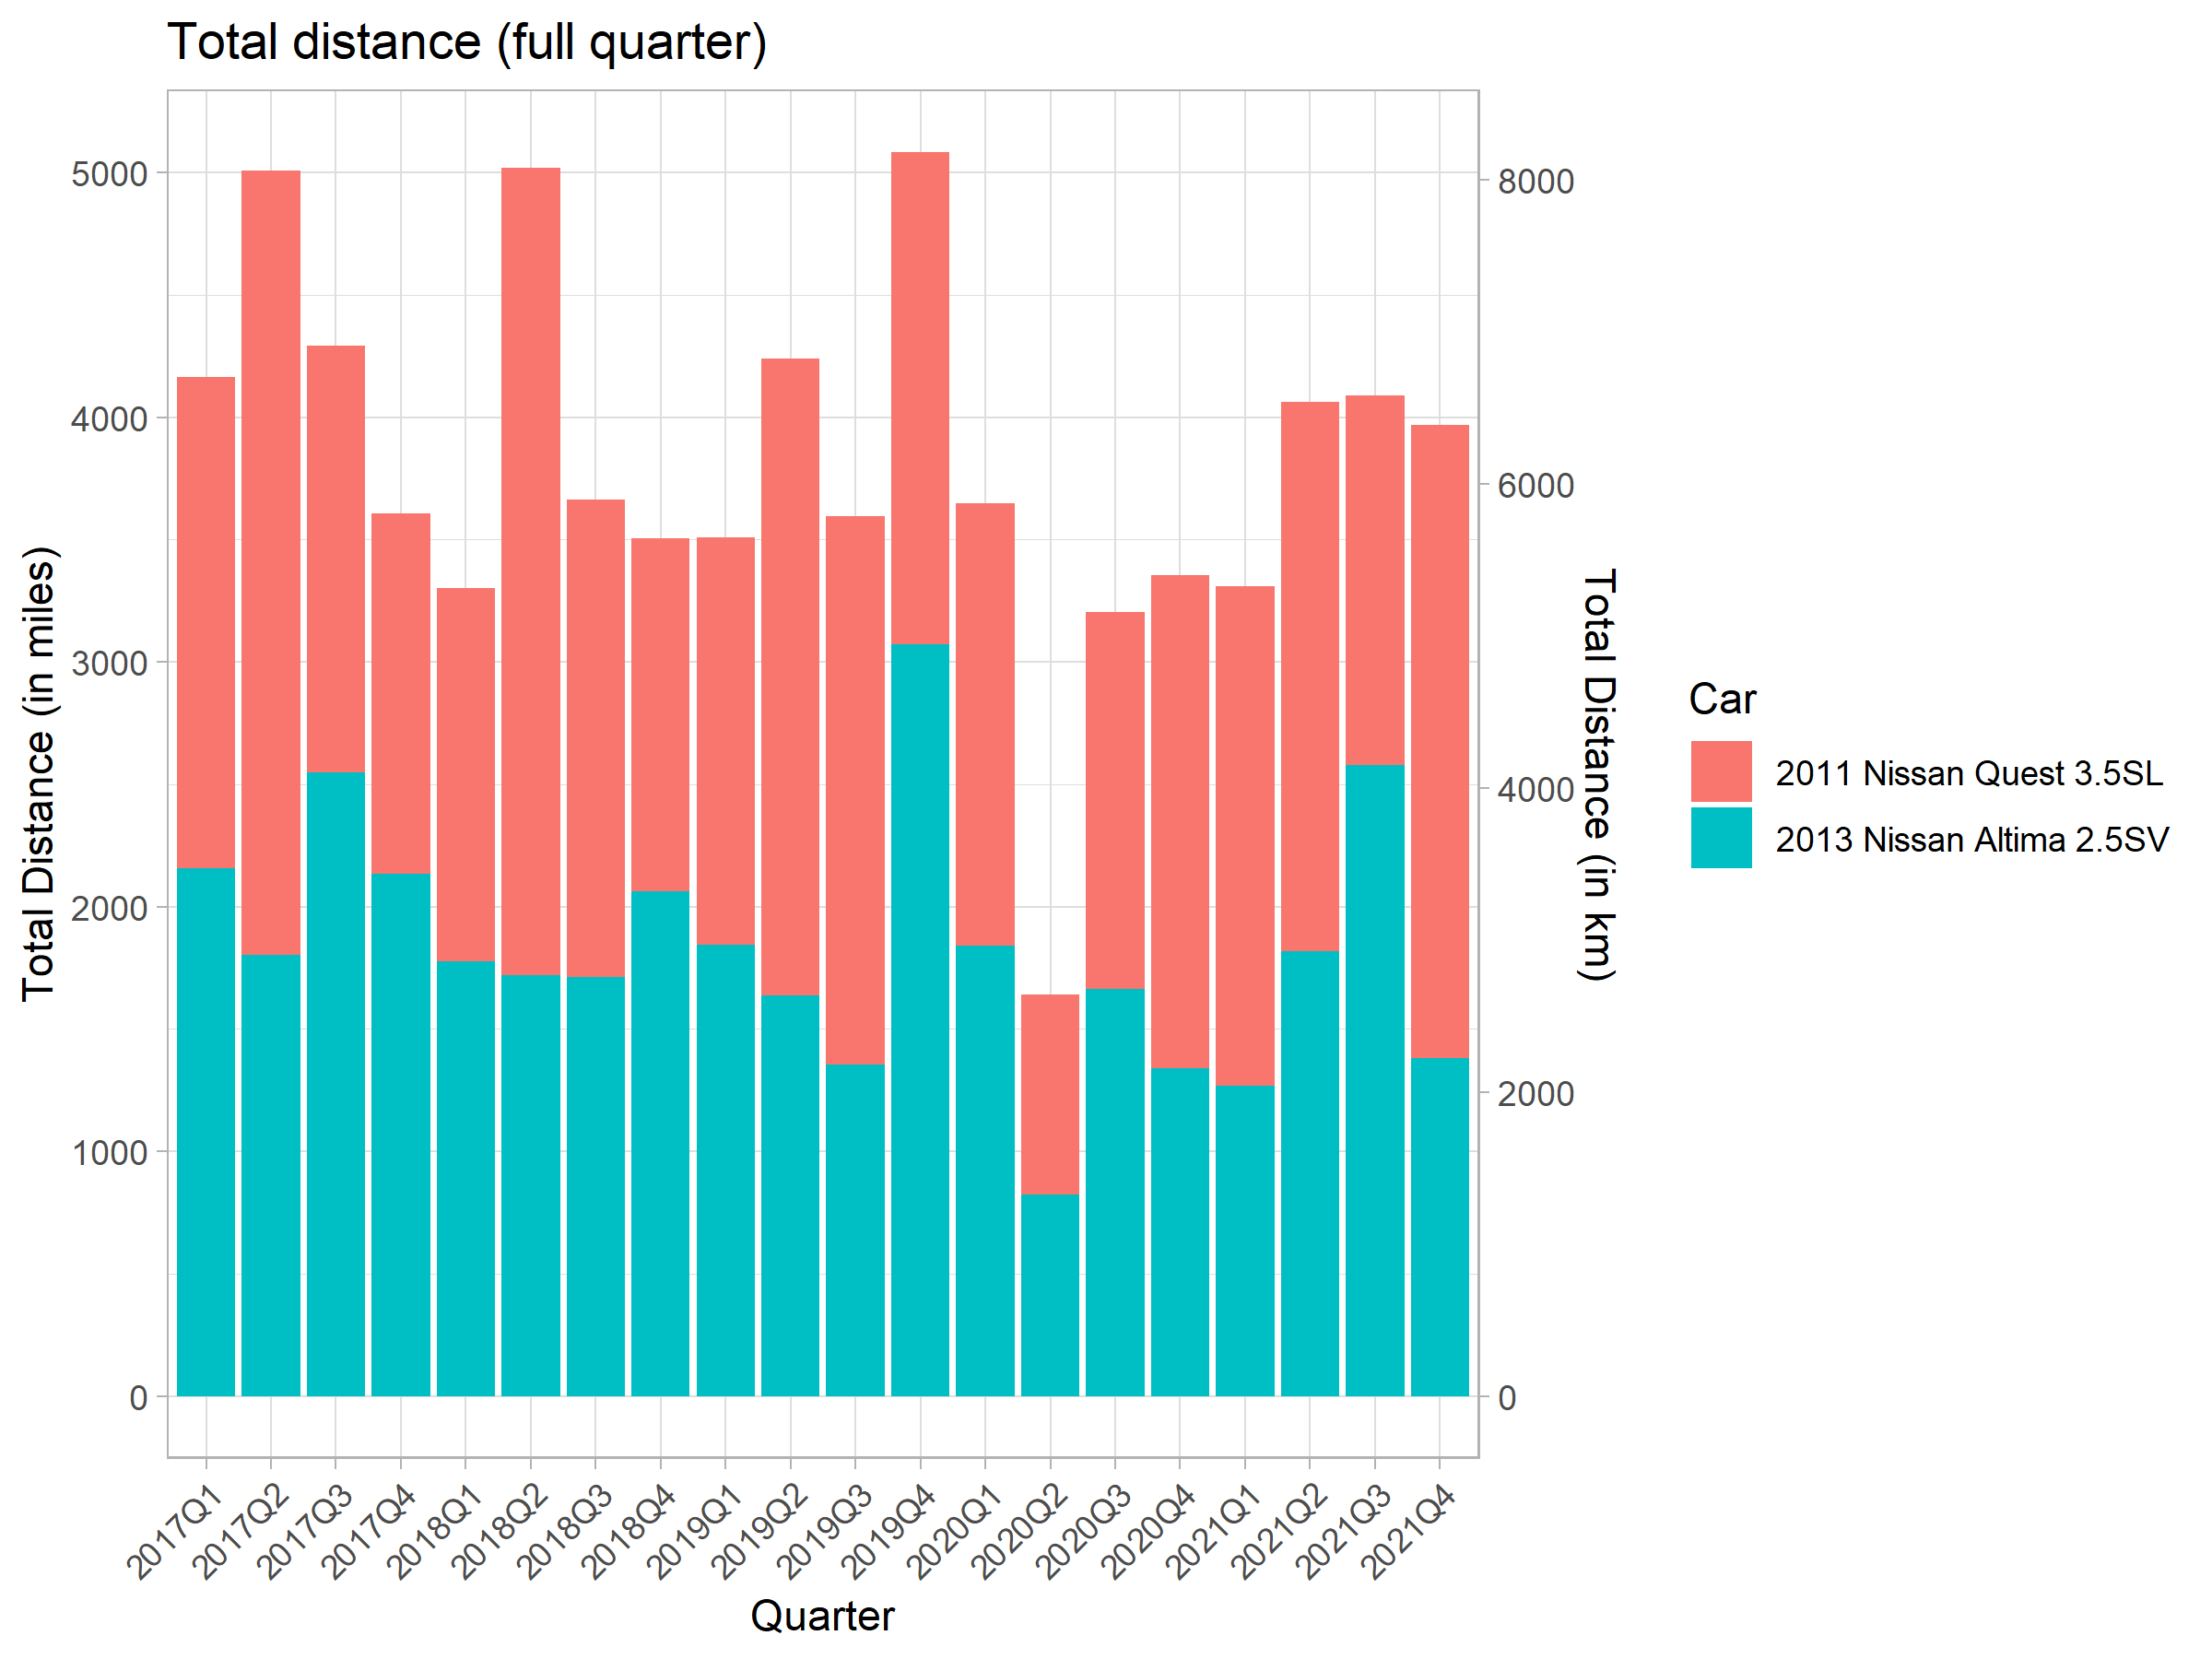 Total distance (full quarter)
Total Distance (in miles)
5000
4000
3000
2000
1000
0
8000
6000
4000
2000
0
Total Distance (in km)
2017Q1
2017Q2
2017Q3
2017Q4
2018Q1
2018Q2
2018Q3
2018Q4
2019Q1
2019Q2
2019Q3
2019Q4
2020Q1
2020Q2
2020Q3
2020Q4
2021Q1
2021Q2
2021Q3
2021Q4
Quarter
Car
2011 Nissan Quest 3.5SL
2013 Nissan Altima 2.5SV